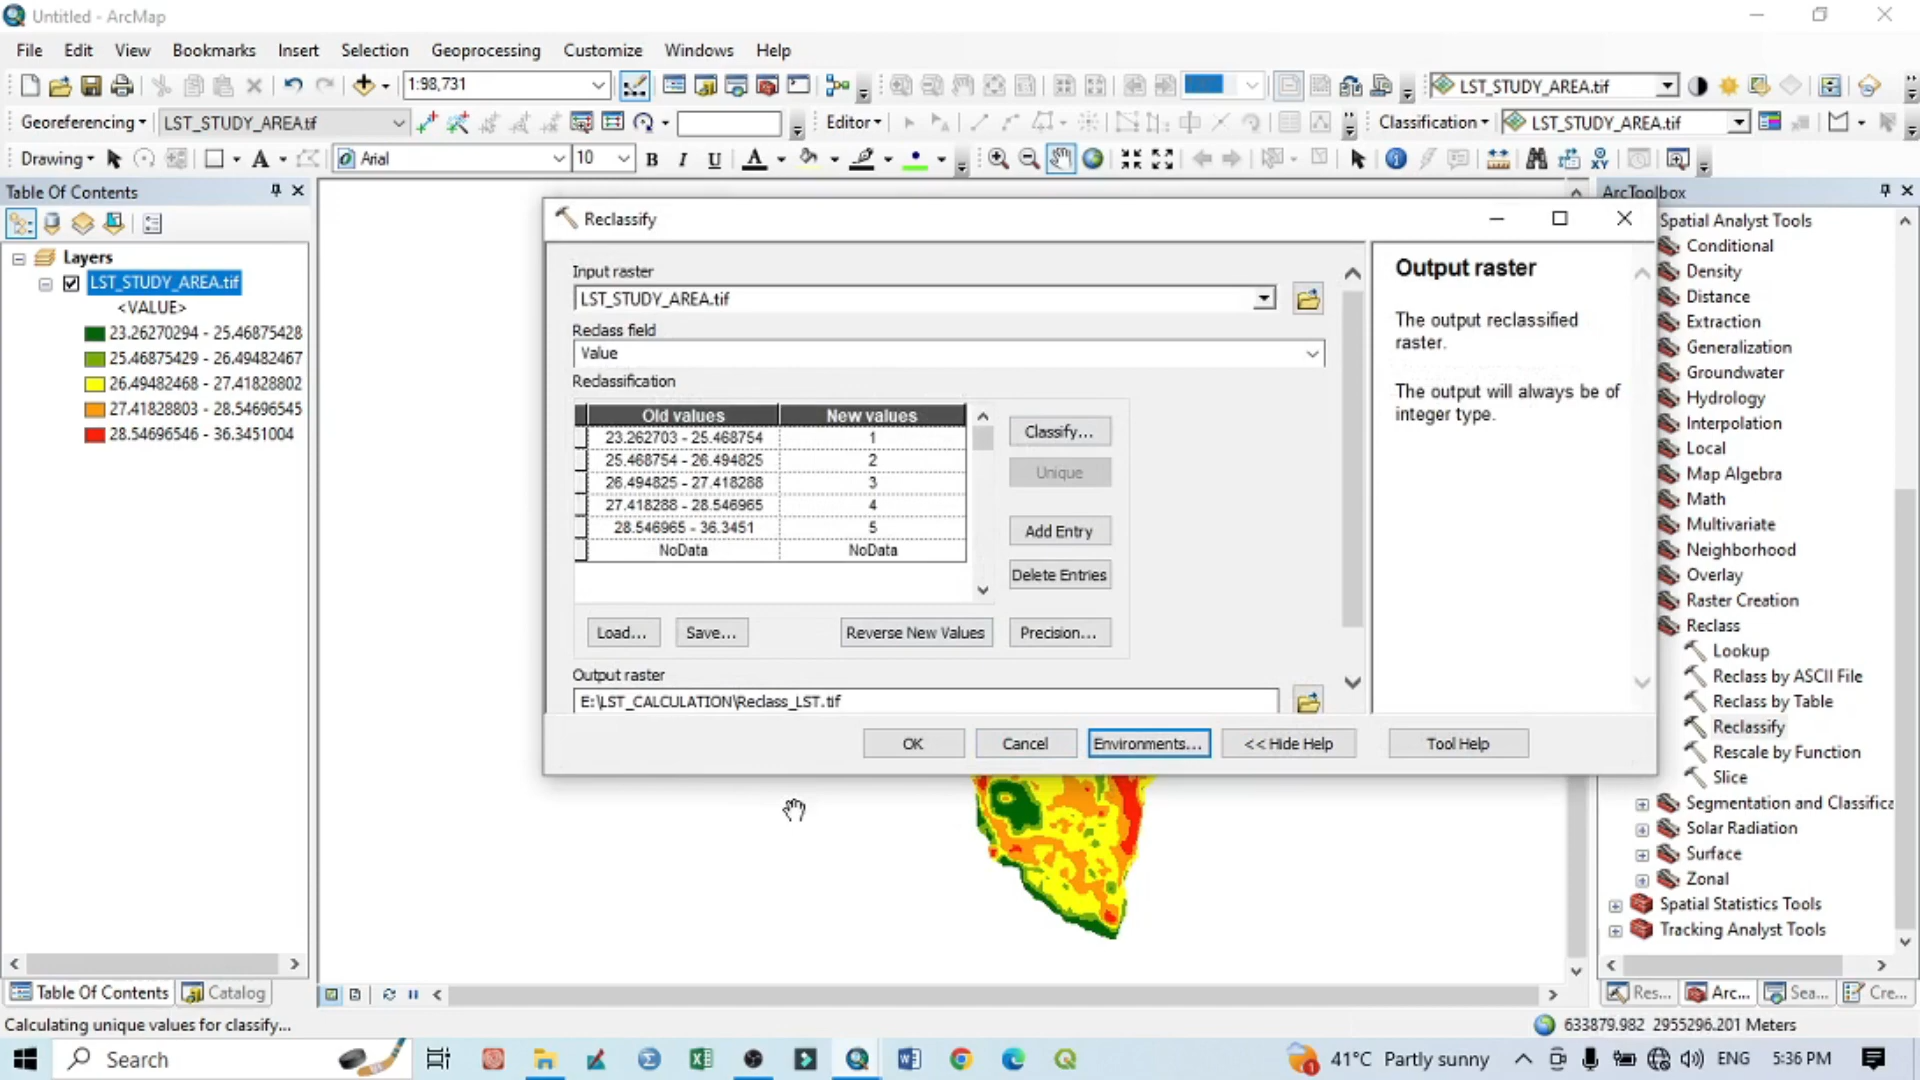 Untitled - ArcMap
File Edit View Bookmarks Insert Selection Geoprocessing Customize Windows Help
1:98,731
LST_STUDY_AREA.tif
Georeferencing LST_STUDY_AREA.tif Editor Classification LST_STUDY_AREA.tif
Drawing A Arial 10 B I U A
Table Of Contents
Layers
LST_STUDY_AREA.tif
<VALUE>
23.26270294 - 25.46875428
25.46875429 - 26.49482467
26.49482468 - 27.41828802
27.41828803 - 28.54696545
28.54696546 - 36.3451004
Table Of Contents Catalog
Calculating unique values for classify...
Reclassify
Input raster
LST_STUDY_AREA.tif
Reclass field
Value
Reclassification
Old values New values
23.262703 - 25.468754 1
25.468754 - 26.494825 2
26.494825 - 27.418288 3
27.418288 - 28.546965 4
28.546965 - 36.3451 5
NoData NoData
Classify...
Unique
Add Entry
Delete Entries
Load... Save... Reverse New Values Precision...
Output raster
E:\LST_CALCULATION\Reclass_LST.tif
OK Cancel Environments... << Hide Help Tool Help
Output raster
The output reclassified
raster.
The output will always be of
integer type.
ArcToolbox
Spatial Analyst Tools
Conditional
Density
Distance
Extraction
Generalization
Groundwater
Hydrology
Interpolation
Local
Map Algebra
Math
Multivariate
Neighborhood
Overlay
Raster Creation
Reclass
Lookup
Reclass by ASCII File
Reclass by Table
Reclassify
Rescale by Function
Slice
Segmentation and Classifica
Solar Radiation
Surface
Zonal
Spatial Statistics Tools
Tracking Analyst Tools
Res... Arc... Sea... Cre...
633879.982 2955296.201 Meters
Search
41°C Partly sunny ENG 5:36 PM